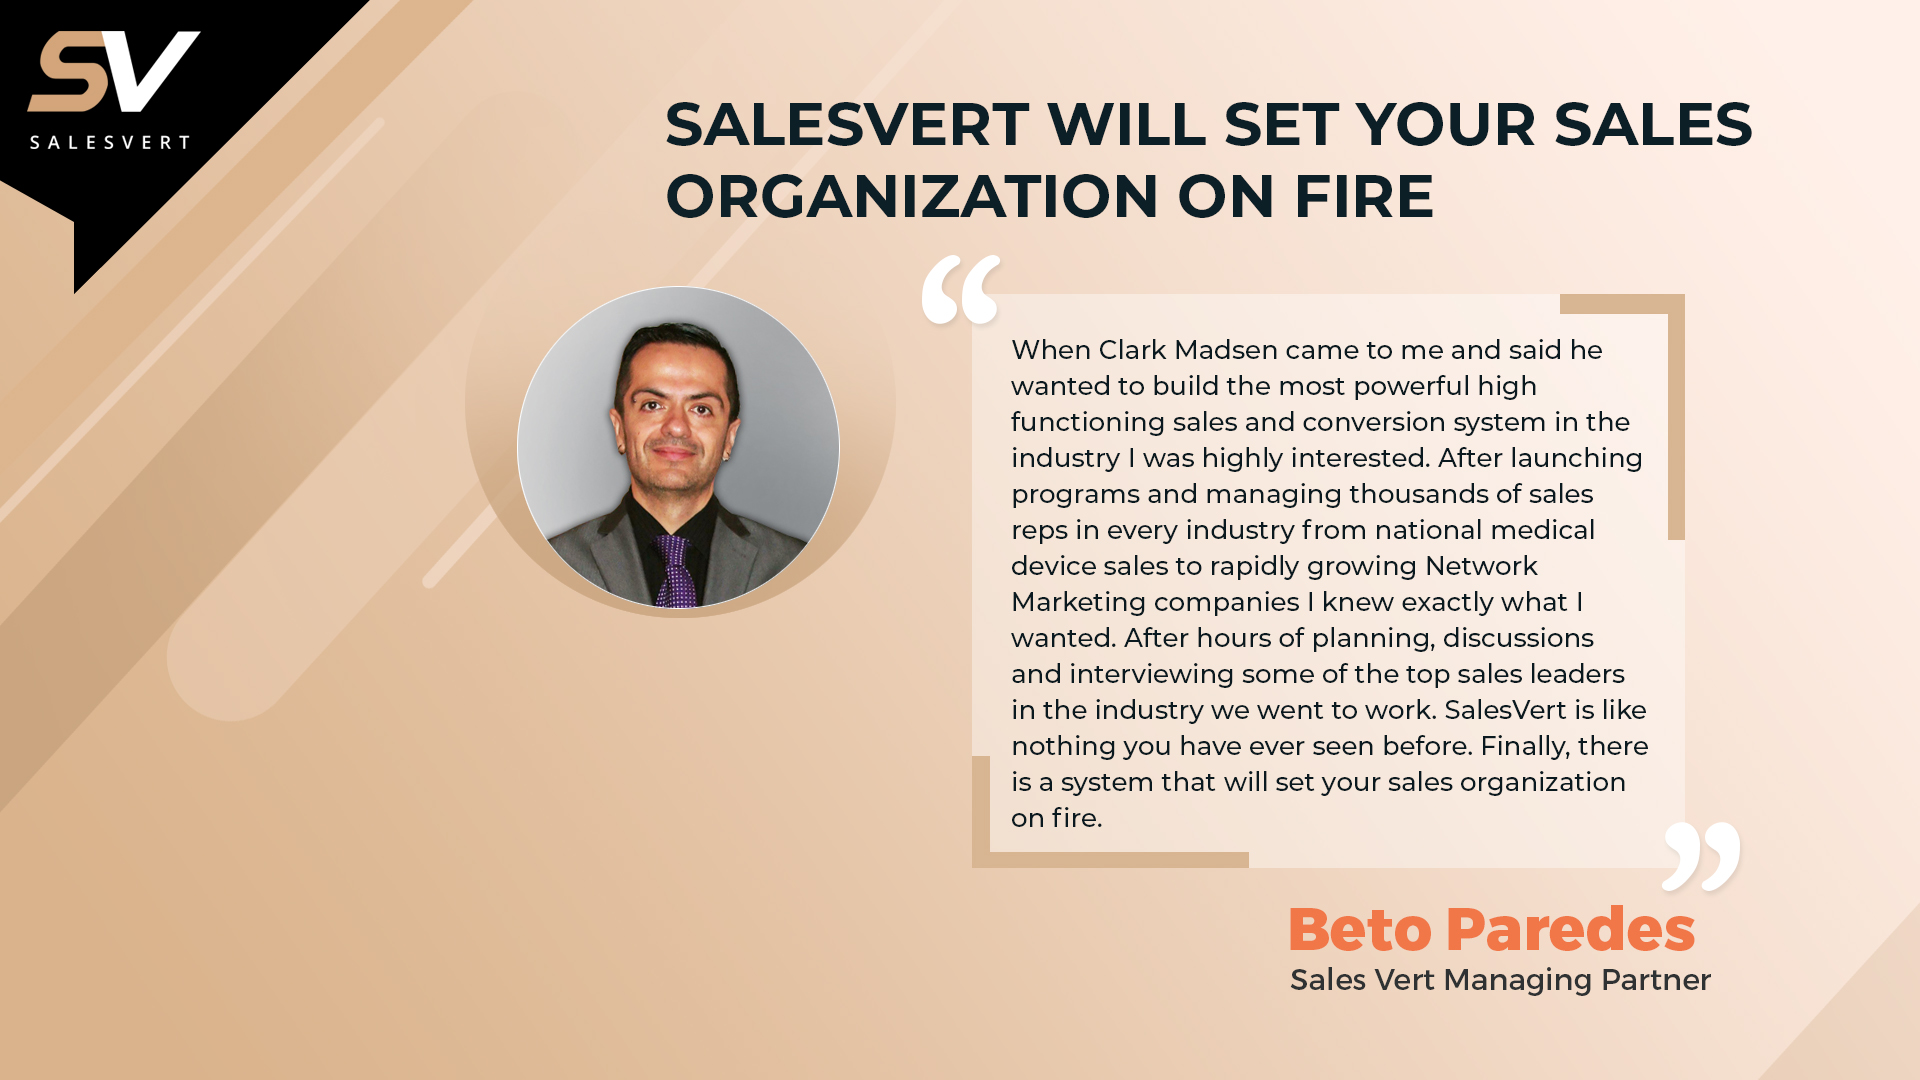 SV
SALESVERT
SALESVERT WILL SET YOUR SALES
ORGANIZATION ON FIRE
“
When Clark Madsen came to me and said he
wanted to build the most powerful high
functioning sales and conversion system in the
industry I was highly interested. After launching
programs and managing thousands of sales
reps in every industry from national medical
device sales to rapidly growing Network
Marketing companies I knew exactly what I
wanted. After hours of planning, discussions
and interviewing some of the top sales leaders
in the industry we went to work. SalesVert is like
nothing you have ever seen before. Finally, there
is a system that will set your sales organization
on fire.
”
Beto Paredes
Sales Vert Managing Partner